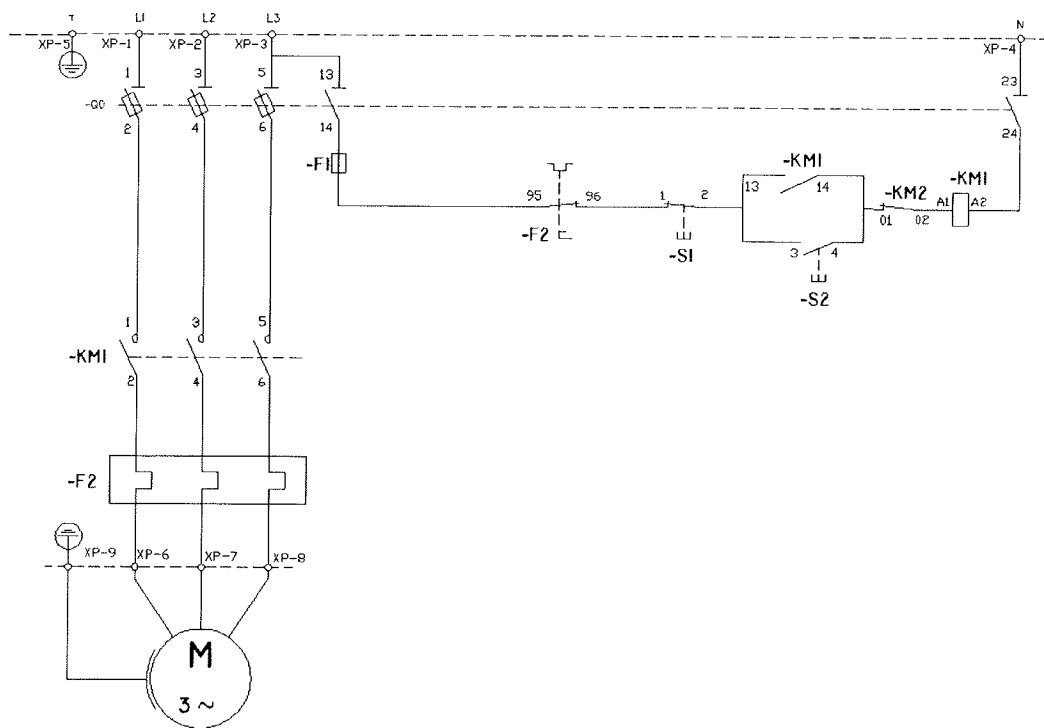 T L1 L2 L3 N
XP-5 XP-1 XP-2 XP-3 XP-4
1 3 5 13 23
-Q0
2 4 6 14 24
-F1
-KM1
13 14
-KM2 -KM1
95 96 1 2 A1 A2
01 02
-F2
-S1
3 4
-S2
1 3 5
-KM1
2 4 6
-F2
XP-9 XP-6 XP-7 XP-8
M
3 ~